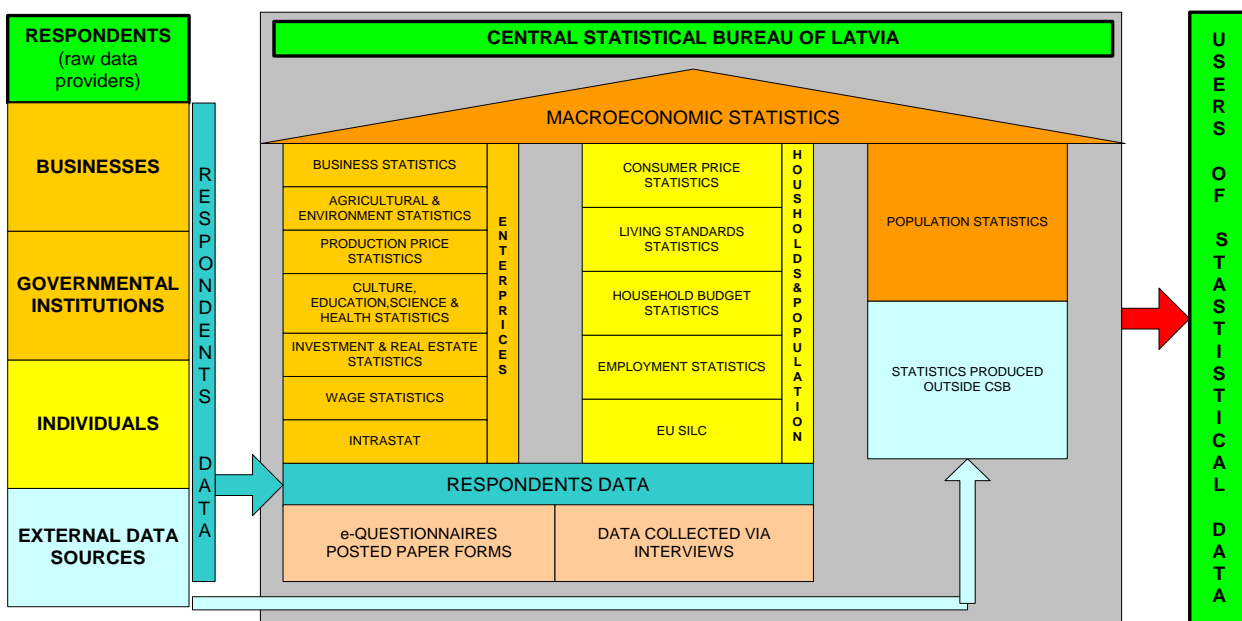 RESPONDENTS
(raw data
providers)
BUSINESSES
GOVERNMENTAL
INSTITUTIONS
INDIVIDUALS
EXTERNAL DATA
SOURCES
RESPONDENTS DATA
CENTRAL STATISTICAL BUREAU OF LATVIA
MACROECONOMIC STATISTICS
BUSINESS STATISTICS
AGRICULTURAL &
ENVIRONMENT STATISTICS
PRODUCTION PRICE
STATISTICS
CULTURE,
EDUCATION,SCIENCE &
HEALTH STATISTICS
INVESTMENT & REAL ESTATE
STATISTICS
WAGE STATISTICS
INTRASTAT
ENTERPRICES
CONSUMER PRICE
STATISTICS
LIVING STANDARDS
STATISTICS
HOUSEHOLD BUDGET
STATISTICS
EMPLOYMENT STATISTICS
EU SILC
HOUSHOLDS&POPULATION
RESPONDENTS DATA
e-QUESTIONNAIRES
POSTED PAPER FORMS
DATA COLLECTED VIA
INTERVIEWS
POPULATION STATISTICS
STATISTICS PRODUCED
OUTSIDE CSB
USERS OF STASTISTICAL DATA